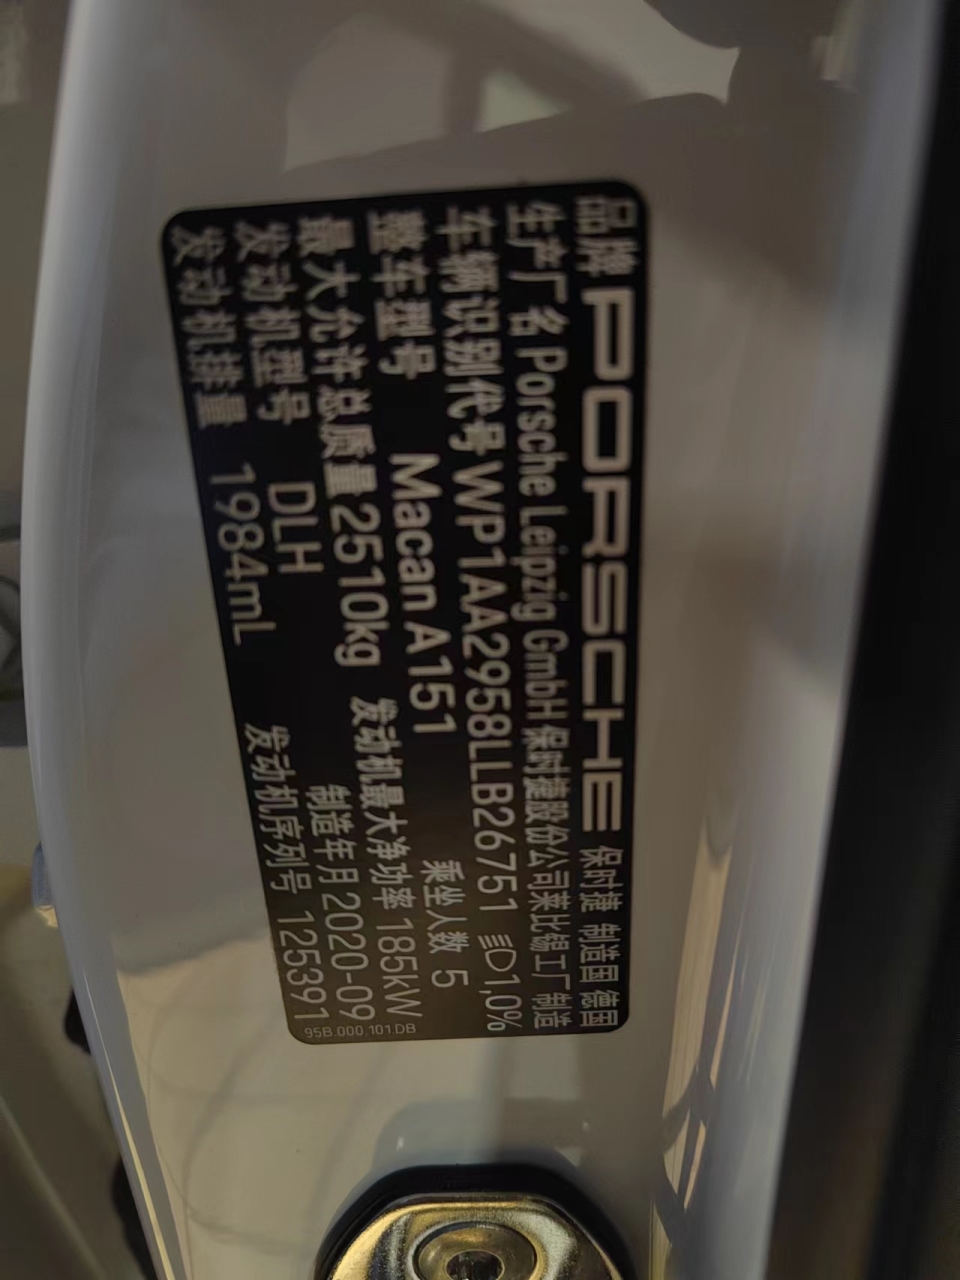 品牌 PORSCHE 保时捷 制造国 德国
生产厂名 Porsche Leipzig GmbH 保时捷股份公司莱比锡工厂制造
车辆识别代号 WP1AA2958LLB26751 1,0%
整车型号 Macan A151 乘坐人数 5
最大允许总质量 2510kg 发动机最大净功率 185kW
发动机型号 DLH 制造年月 2020-09
发动机排量 1984mL 发动机序列号 125391
95B.000.101DB